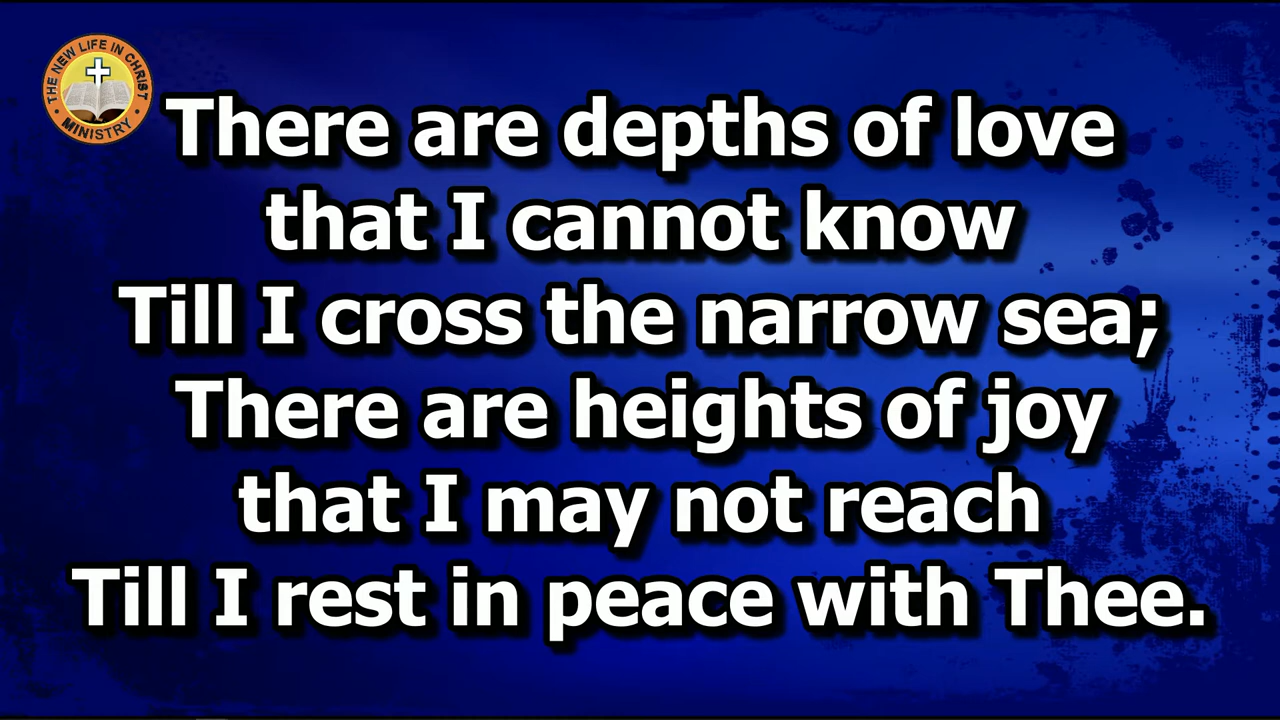 THE NEW LIFE IN CHRIST
MINISTRY
There are depths of love
that I cannot know
Till I cross the narrow sea;
There are heights of joy
that I may not reach
Till I rest in peace with Thee.